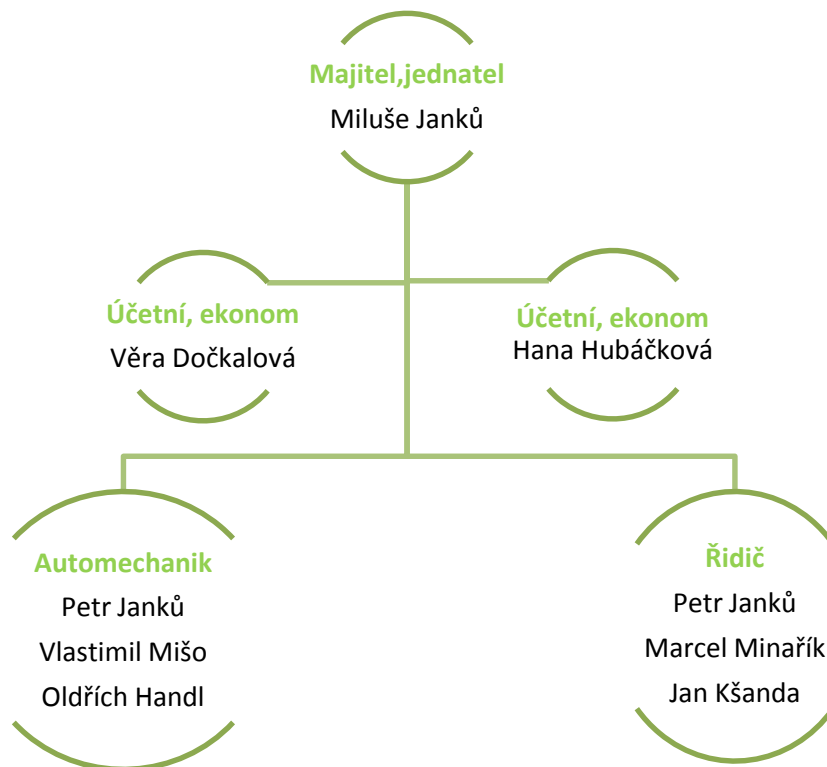 Majitel,jednatel
Miluše Janků
Účetní, ekonom
Věra Dočkalová
Účetní, ekonom
Hana Hubáčková
Automechanik
Petr Janků
Vlastimil Mišo
Oldřích Handl
Řidič
Petr Janků
Marcel Minařík
Jan Kšanda